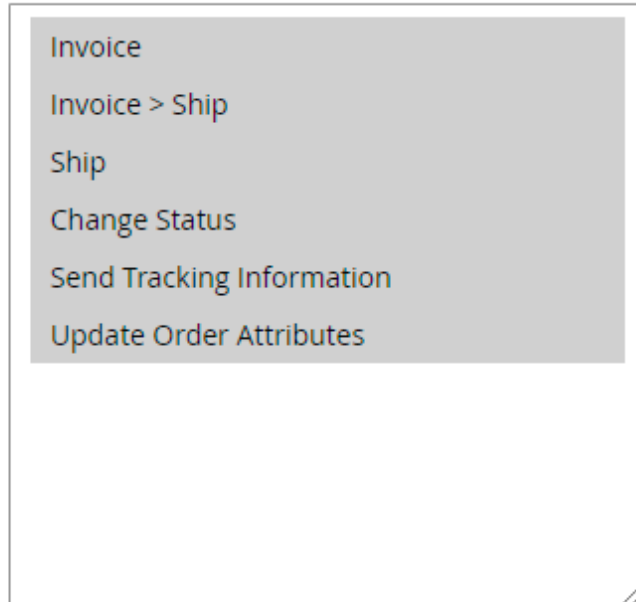 Invoice
Invoice > Ship
Ship
Change Status
Send Tracking Information
Update Order Attributes